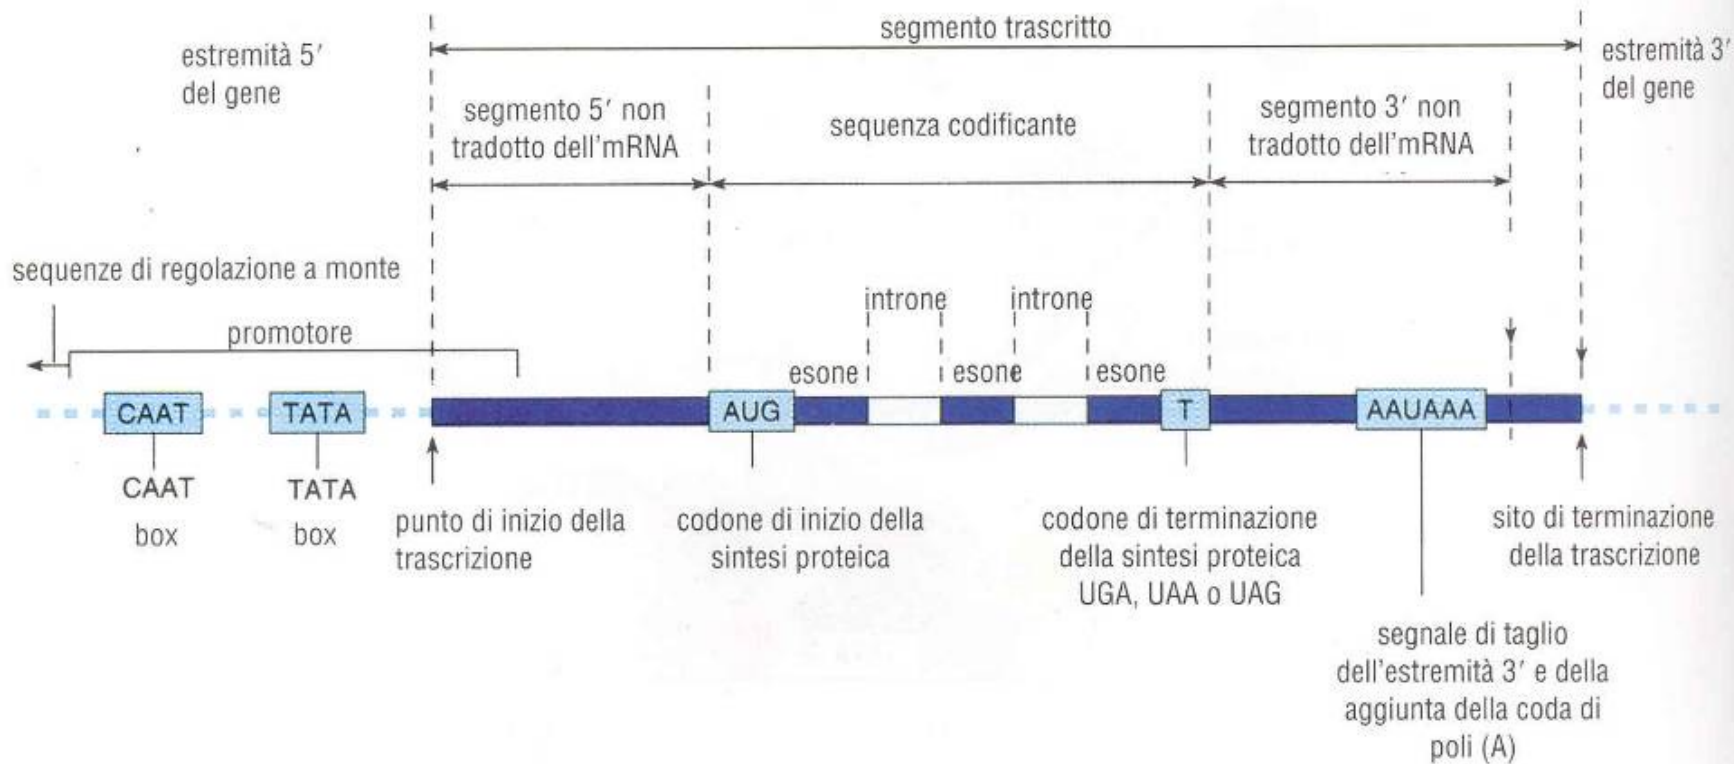 segmento trascritto
estremità 5′
del gene
estremità 3′
del gene
segmento 5′ non
tradotto dell'mRNA
sequenza codificante
segmento 3′ non
tradotto dell'mRNA
sequenze di regolazione a monte
promotore
introne
introne
esone
esone
esone
CAAT
TATA
AUG
T
AAUAAA
CAAT
box
TATA
box
punto di inizio della
trascrizione
codone di inizio della
sintesi proteica
codone di terminazione
della sintesi proteica
UGA, UAA o UAG
sito di terminazione
della trascrizione
segnale di taglio
dell'estremità 3′ e della
aggiunta della coda di
poli (A)